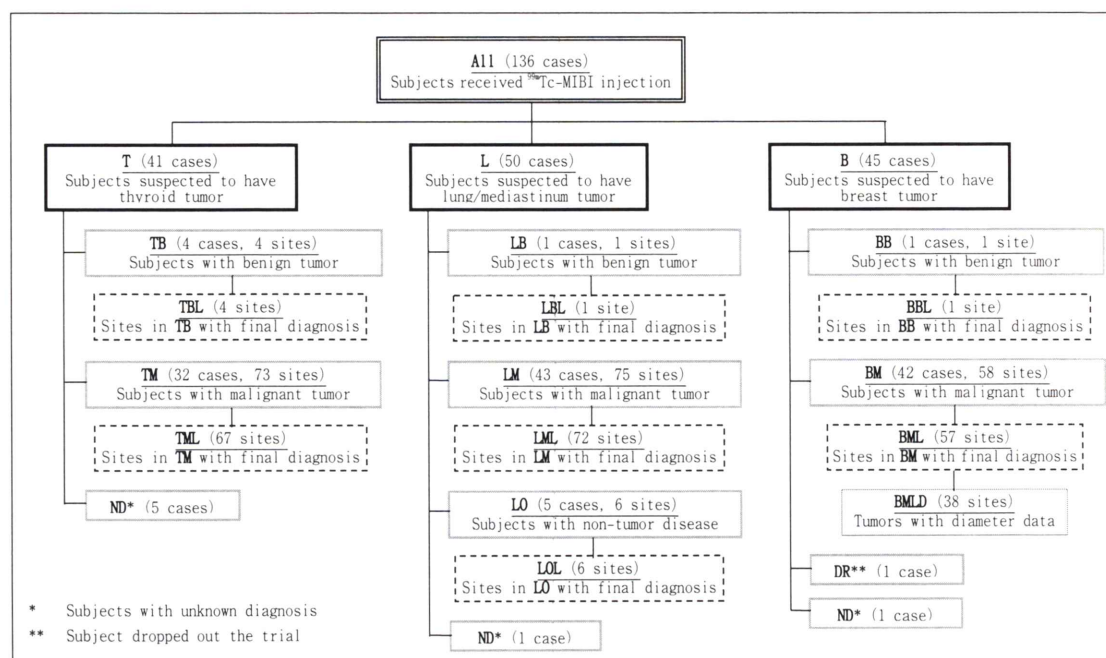 All (136 cases)
Subjects received ⁹⁹ᵐTc-MIBI injection
T (41 cases)
Subjects suspected to have
thyroid tumor
TB (4 cases, 4 sites)
Subjects with benign tumor
TBL (4 sites)
Sites in TB with final diagnosis
TM (32 cases, 73 sites)
Subjects with malignant tumor
TML (67 sites)
Sites in TM with final diagnosis
ND* (5 cases)
L (50 cases)
Subjects suspected to have
lung/mediastinum tumor
LB (1 cases, 1 sites)
Subjects with benign tumor
LBL (1 site)
Sites in LB with final diagnosis
LM (43 cases, 75 sites)
Subjects with malignant tumor
LML (72 sites)
Sites in LM with final diagnosis
LO (5 cases, 6 sites)
Subjects with non-tumor disease
LOL (6 sites)
Sites in LO with final diagnosis
ND* (1 case)
B (45 cases)
Subjects suspected to have
breast tumor
BB (1 cases, 1 site)
Subjects with benign tumor
BBL (1 site)
Sites in BB with final diagnosis
BM (42 cases, 58 sites)
Subjects with malignant tumor
BML (57 sites)
Sites in BM with final diagnosis
BMLD (38 sites)
Tumors with diameter data
DR** (1 case)
ND* (1 case)
* Subjects with unknown diagnosis
** Subject dropped out the trial